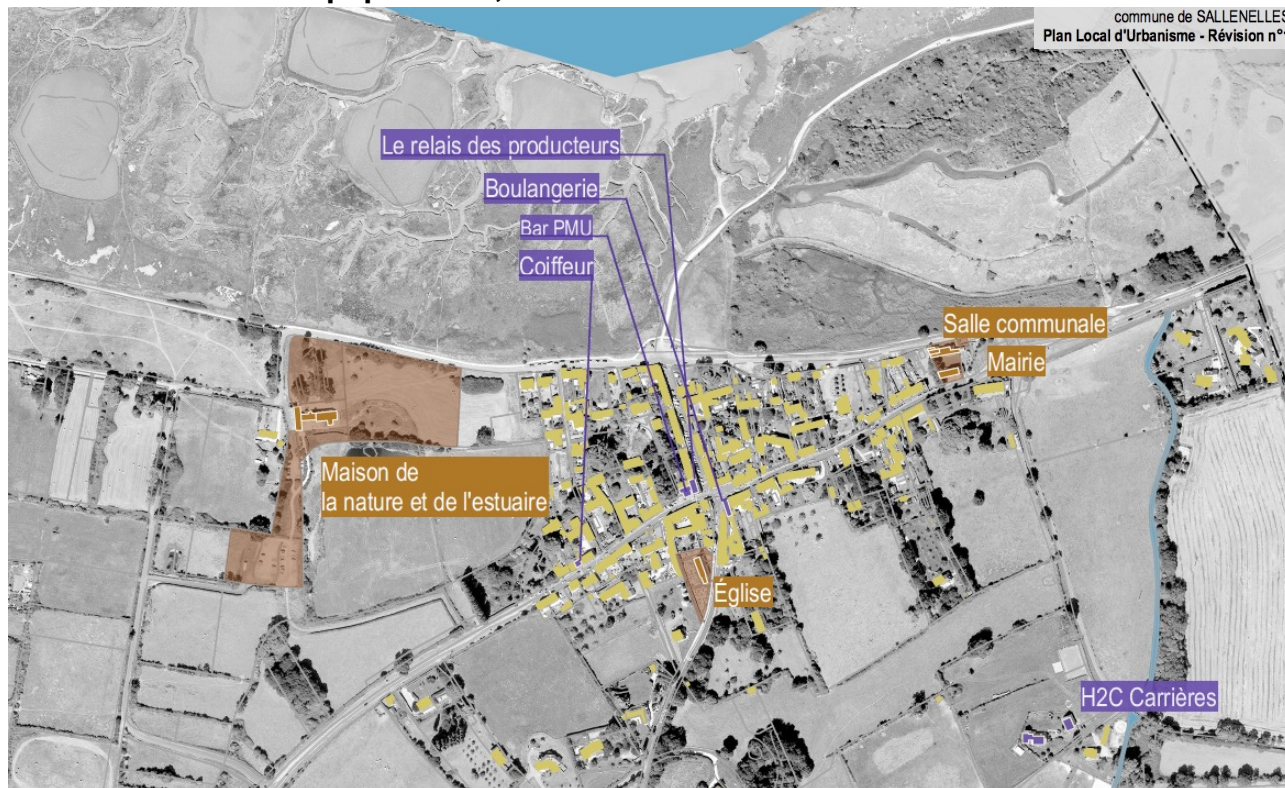 commune de SALLENELLES
Plan Local d'Urbanisme - Révision n°
Le relais des producteurs
Boulangerie
Bar PMU
Coiffeur
Salle communale
Mairie
Maison de
la nature et de l'estuaire
Église
H2C Carrières